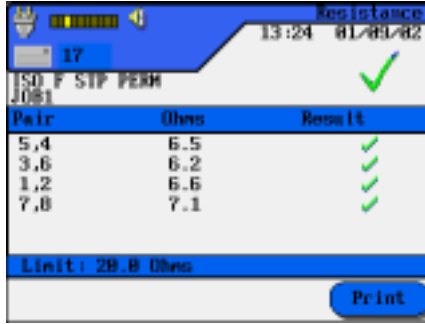 Resistance
13:24 01/09/02
17
ISO F STP PERM
JOB1
Pair Ohms Result
5,4 6.5
3,6 6.2
1,2 6.6
7,8 7.1
Limit: 20.0 Ohms
Print